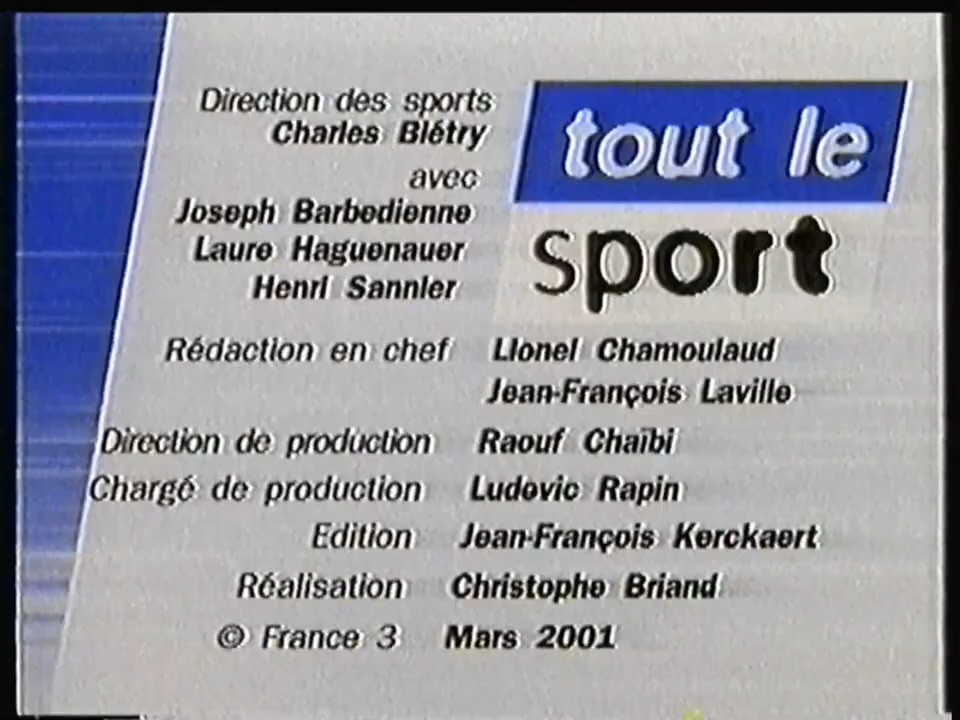 Direction des sports
Charles Biétry
avec
Joseph Barbedienne
Laure Haguenauer
Henri Sannier
tout le
sport
Rédaction en chef Lionel Chamoulaud
Jean-François Laville
Direction de production Raouf Chaïbi
Chargé de production Ludovic Rapin
Edition Jean-François Kerckaert
Réalisation Christophe Briand
© France 3 Mars 2001